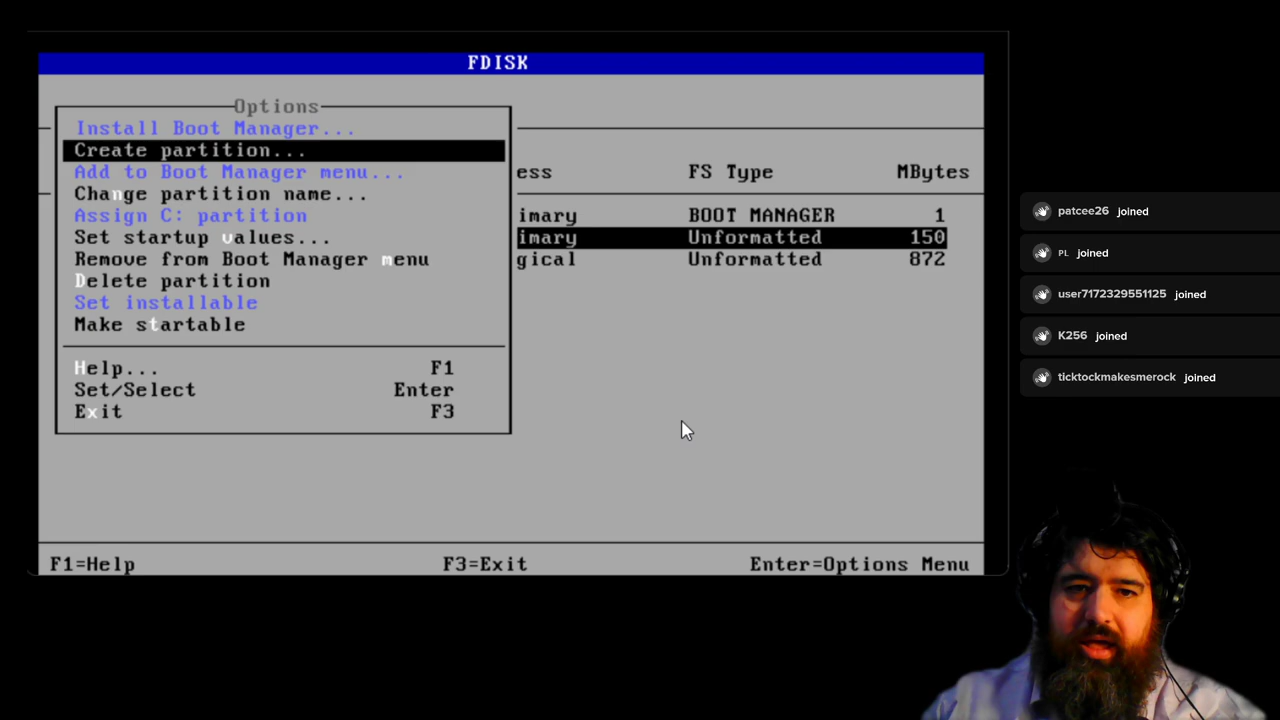 FDISK
Options
Install Boot Manager...
Create partition...
Add to Boot Manager menu...
Change partition name...
Assign C: partition
Set startup values...
Remove from Boot Manager menu
Delete partition
Set installable
Make startable
Help... F1
Set/Select Enter
Exit F3
ess FS Type MBytes
imary BOOT MANAGER 1
imary Unformatted 150
gical Unformatted 872
F1=Help F3=Exit Enter=Options Menu
patcee26 joined
PL joined
user7172329551125 joined
K256 joined
ticktockmakesmerock joined